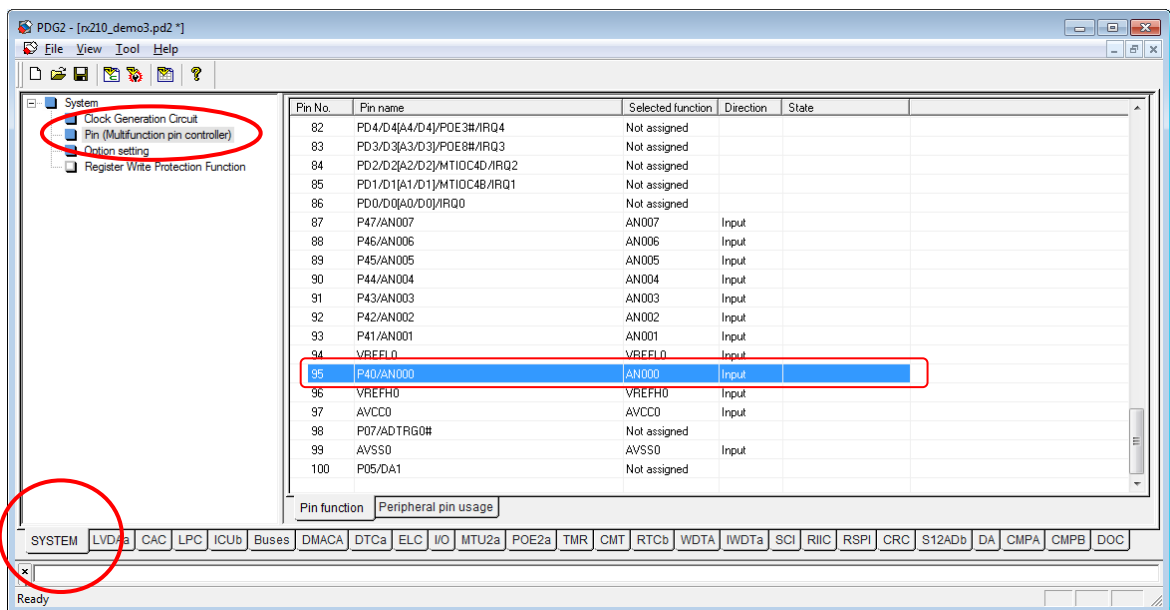 PDG2 - [rx210_demo3.pd2 *]
File View Tool Help
System
Clock Generation Circuit
Pin (Multifunction pin controller)
Option setting
Register Write Protection Function
Pin No. Pin name Selected function Direction State
82 PD4/D4[A4/D4]/POE3#/IRQ4 Not assigned
83 PD3/D3[A3/D3]/POE8#/IRQ3 Not assigned
84 PD2/D2[A2/D2]/MTIOC4D/IRQ2 Not assigned
85 PD1/D1[A1/D1]/MTIOC4B/IRQ1 Not assigned
86 PD0/D0[A0/D0]/IRQ0 Not assigned
87 P47/AN007 AN007 Input
88 P46/AN006 AN006 Input
89 P45/AN005 AN005 Input
90 P44/AN004 AN004 Input
91 P43/AN003 AN003 Input
92 P42/AN002 AN002 Input
93 P41/AN001 AN001 Input
94 VREFL0 VREFL0 Input
95 P40/AN000 AN000 Input
96 VREFH0 VREFH0 Input
97 AVCC0 AVCC0 Input
98 P07/ADTRG0# Not assigned
99 AVSS0 AVSS0 Input
100 P05/DA1 Not assigned
Pin function Peripheral pin usage
SYSTEM LVDAa CAC LPC ICUb Buses DMACA DTCa ELC I/O MTU2a POE2a TMR CMT RTCb WDTA IWDTa SCI RIIC RSPI CRC S12ADb DA CMPA CMPB DOC
Ready